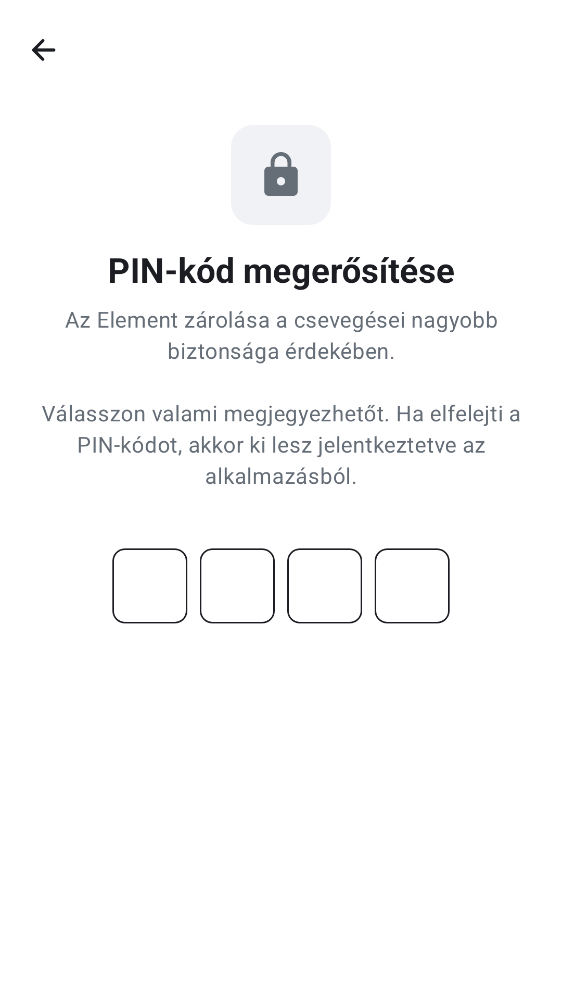 PIN-kód megerősítése
Az Element zárolása a csevegései nagyobb
biztonsága érdekében.
Válasszon valami megjegyezhetőt. Ha elfelejti a
PIN-kódot, akkor ki lesz jelentkeztetve az
alkalmazásból.